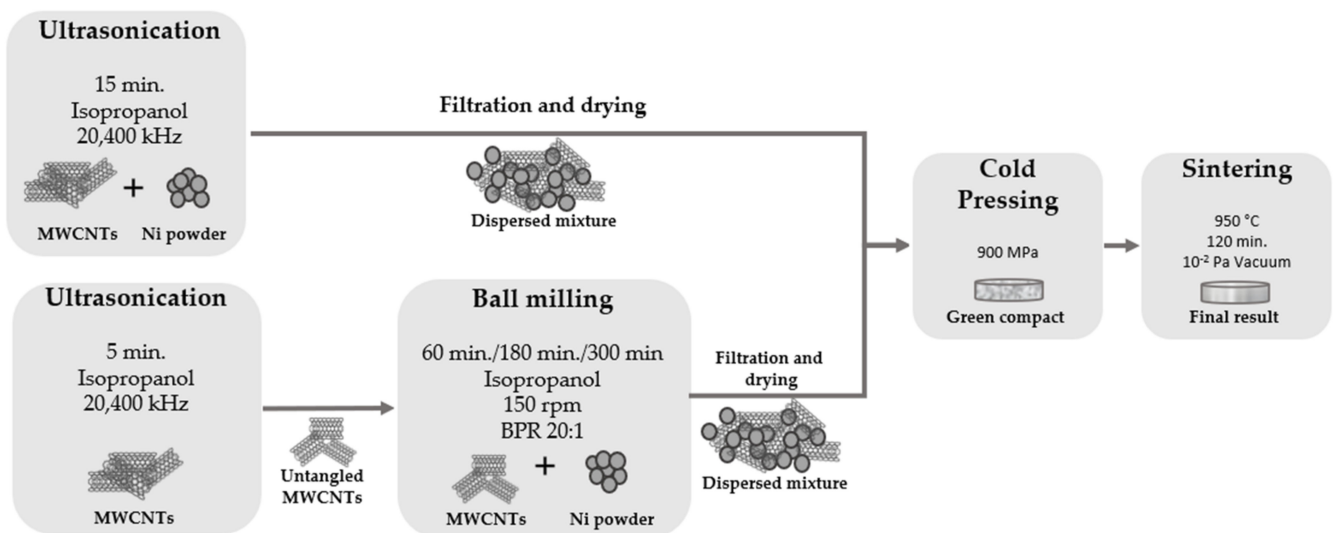 Ultrasonication
15 min.
Isopropanol
20,400 kHz
+
MWCNTs
Ni powder
Filtration and drying
Dispersed mixture
Ultrasonication
5 min.
Isopropanol
20,400 kHz
MWCNTs
Untangled
MWCNTs
Ball milling
60 min./180 min./300 min
Isopropanol
150 rpm
BPR 20:1
+
MWCNTs
Ni powder
Filtration and
drying
Dispersed mixture
Cold
Pressing
900 MPa
Green compact
Sintering
950 °C
120 min.
10⁻² Pa Vacuum
Final result